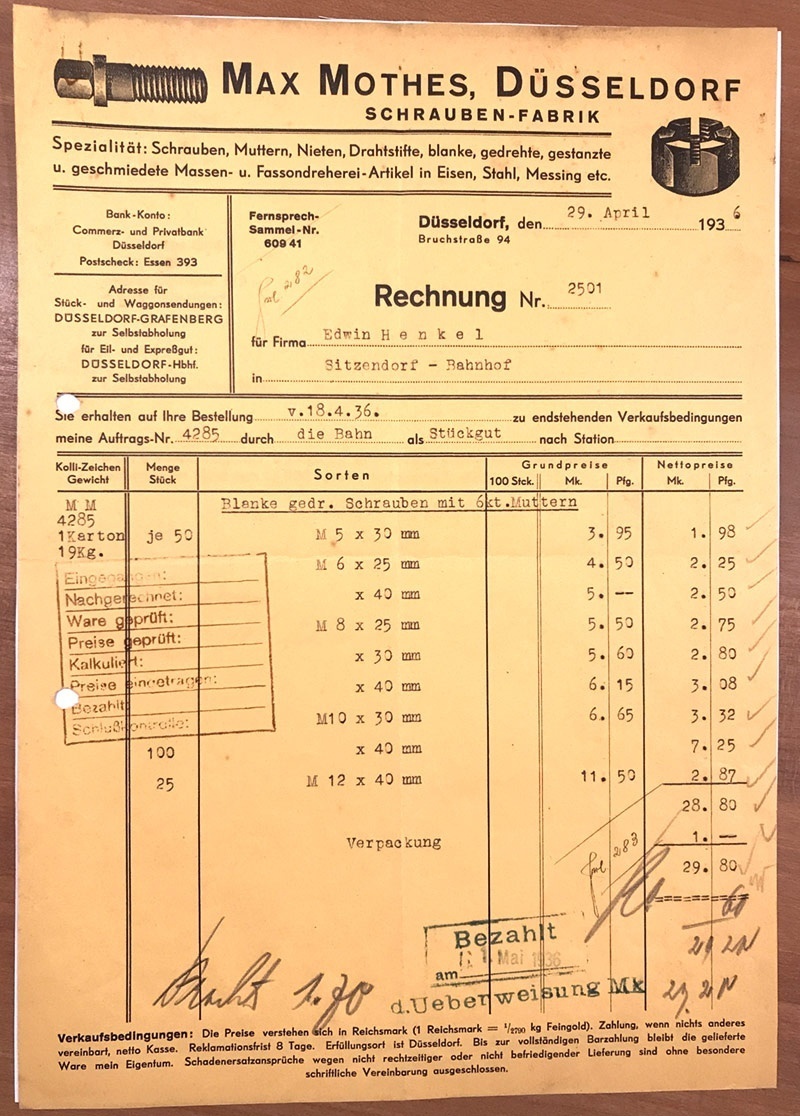 MAX MOTHES, DÜSSELDORF
SCHRAUBEN-FABRIK
Spezialität: Schrauben, Muttern, Nieten, Drahtstifte, blanke, gedrehte, gestanzte
u. geschmiedete Massen- u. Fassondreherei-Artikel in Eisen, Stahl, Messing etc.
Bank-Konto:
Commerz- und Privatbank
Düsseldorf
Postscheck: Essen 393
Adresse für
Stück- und Waggonsendungen:
DÜSSELDORF-GRAFENBERG
zur Selbstabholung
für Eil- und Expreßgut:
DÜSSELDORF-Hbhf.
zur Selbstabholung
Fernsprech-
Sammel-Nr.
609 41
Düsseldorf, den 29. April 1936
Bruchstraße 94
282
Rechnung Nr. 2501
für Firma Edwin H e n k e l
Sitzendorf - Bahnhof
in
Sie erhalten auf Ihre Bestellung v.18.4.36. zu endstehenden Verkaufsbedingungen
meine Auftrags-Nr. 4285 durch die Bahn als Stückgut nach Station
Kolli-Zeichen Gewicht Menge Stück Sorten Grundpreise 100 Stck. Mk. Pfg. Nettopreise Mk. Pfg.
M M Blanke gedr. Schrauben mit 6kt.Muttern
4285
1Karton je 50 M 5 x 30 mm 3. 95 1. 98
19Kg.
M 6 x 25 mm 4. 50 2. 25
x 40 mm 5. -- 2. 50
M 8 x 25 mm 5. 50 2. 75
x 30 mm 5. 60 2. 80
x 40 mm 6. 15 3. 08
M10 x 30 mm 6. 65 3. 32
100 x 40 mm 7. 25
25 M 12 x 40 mm 11. 50 2. 87
28. 80
Verpackung 1. —
29. 80
Eingegangen:
Nachgerechnet:
Ware geprüft:
Preise geprüft:
Kalkuliert:
Preise eingetragen:
Bezahlt:
Schlußkontrolle:
283
60
Bezahlt
am Mai 1936
d.Ueberweisung Mk
1.70
Verkaufsbedingungen: Die Preise verstehen sich in Reichsmark (1 Reichsmark = 1/2790 kg Feingold). Zahlung, wenn nichts anderes
vereinbart, netto Kasse. Reklamationsfrist 8 Tage. Erfüllungsort ist Düsseldorf. Bis zur vollständigen Barzahlung bleibt die gelieferte
Ware mein Eigentum. Schadenersatzansprüche wegen nicht rechtzeitiger oder nicht befriedigender Lieferung sind ohne besondere
schriftliche Vereinbarung ausgeschlossen.